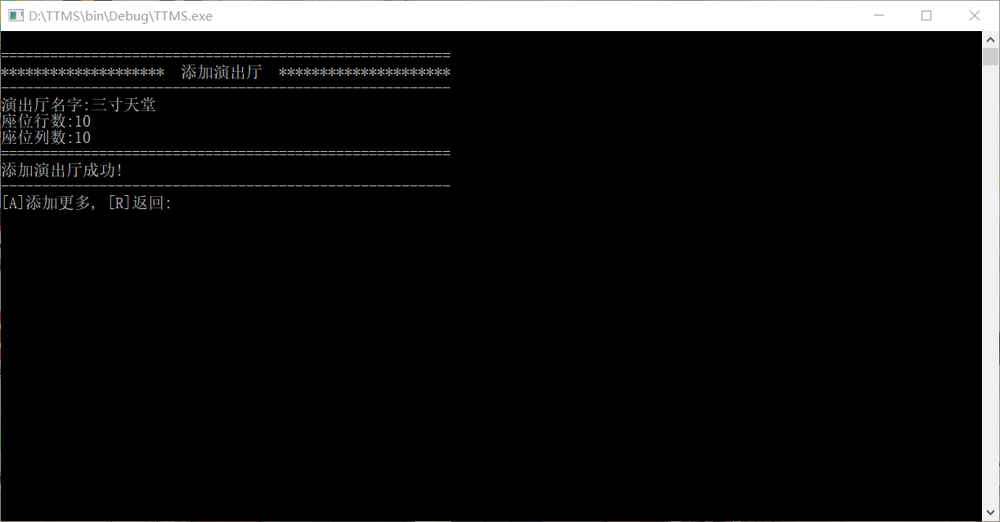 D:\TTMS\bin\Debug\TTMS.exe
=======================================================
********************  添加演出厅  *********************
-------------------------------------------------------
演出厅名字:三寸天堂
座位行数:10
座位列数:10
=======================================================
添加演出厅成功!
-------------------------------------------------------
[A]添加更多, [R]返回: